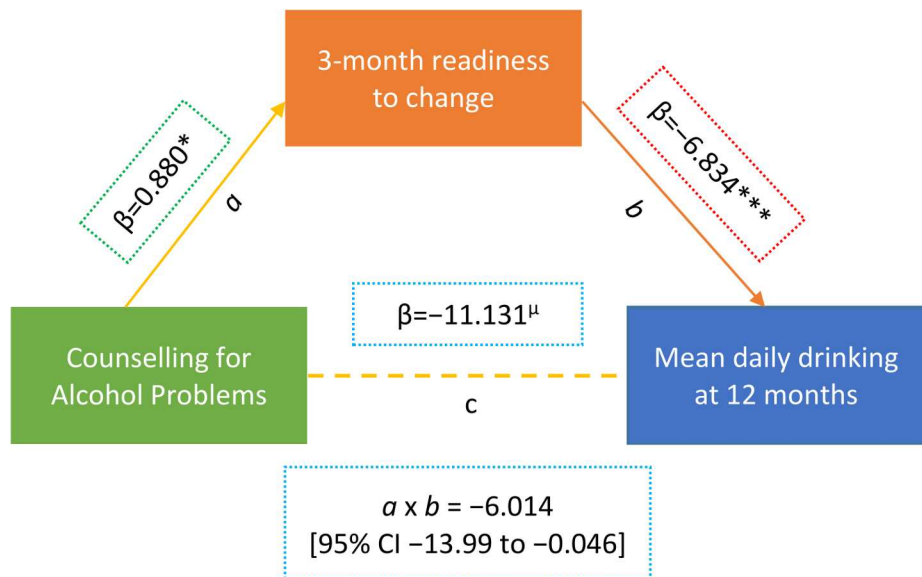 3-month readiness
to change
β=0.880*
a
β=−6.834***
b
β=−11.131µ
Counselling for
Alcohol Problems
c
Mean daily drinking
at 12 months
a x b = −6.014
[95% CI −13.99 to −0.046]